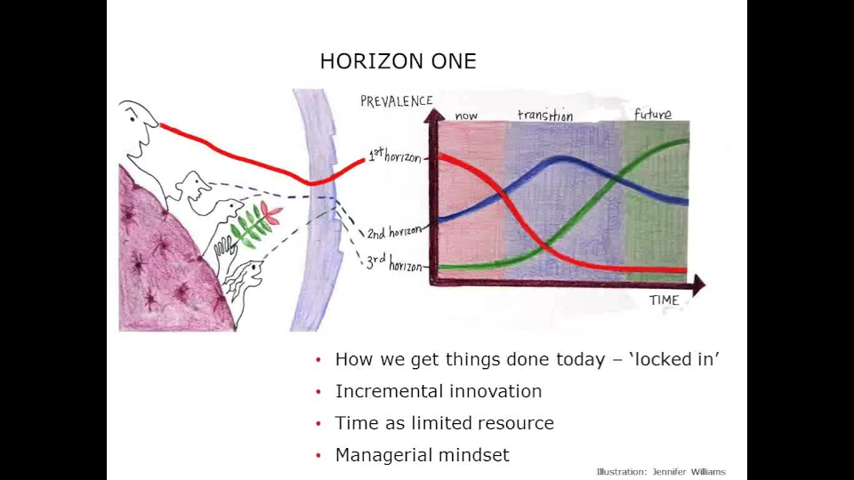 HORIZON ONE
PREVALENCE
now
transition
future
1st horizon
2nd horizon
3rd horizon
TIME
• How we get things done today – ‘locked in’
• Incremental innovation
• Time as limited resource
• Managerial mindset
Illustration: Jennifer Williams